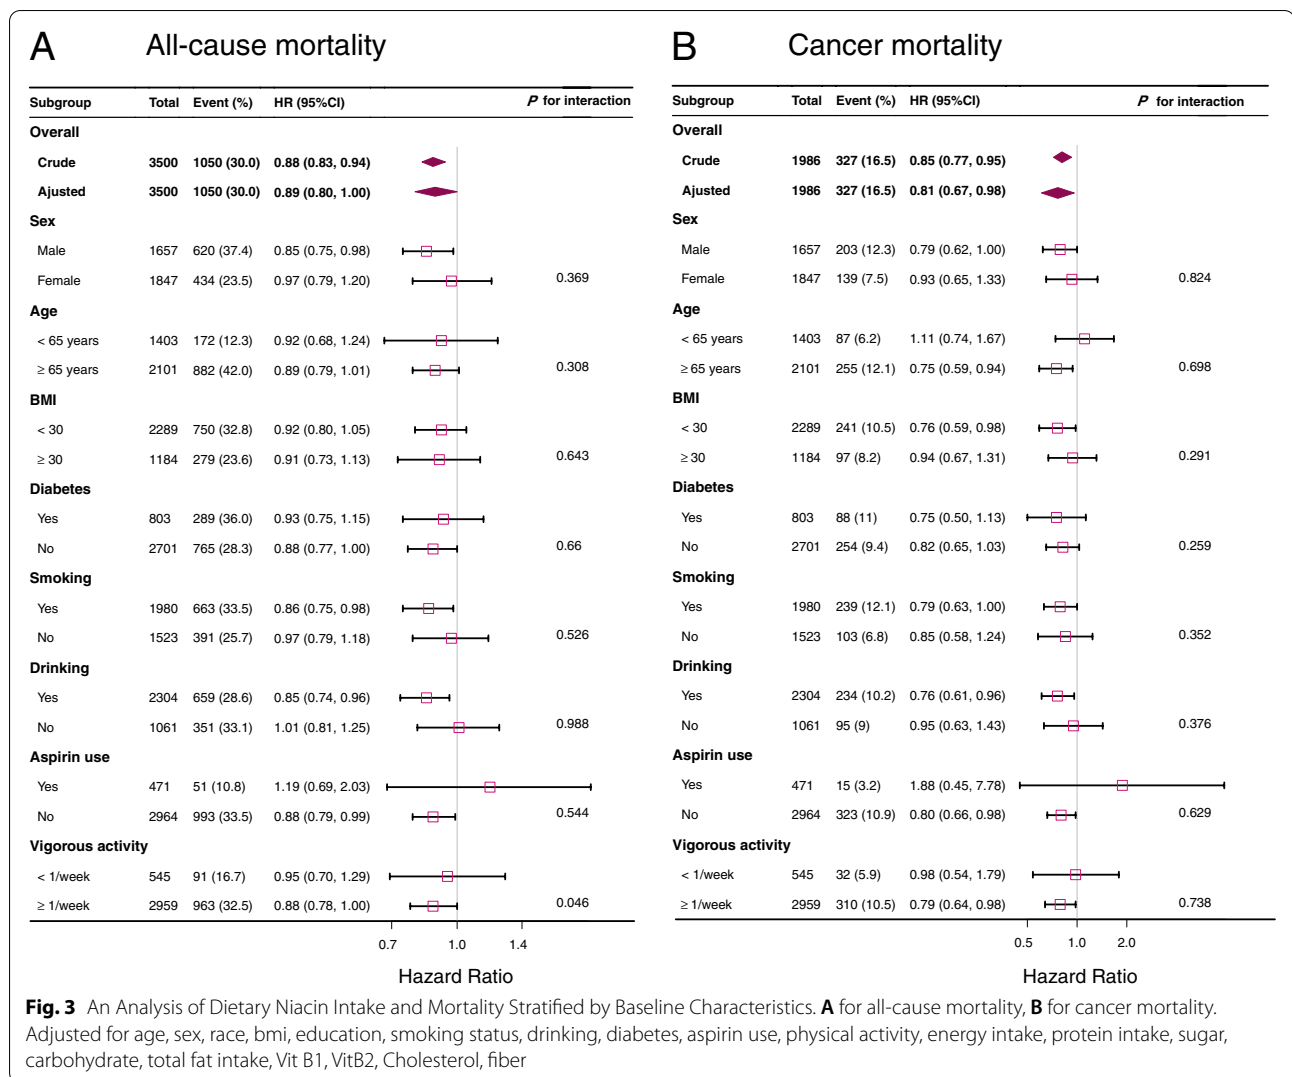 A All-cause mortality
Subgroup Total Event (%) HR (95%CI) P for interaction
Overall
Crude 3500 1050 (30.0) 0.88 (0.83, 0.94)
Ajusted 3500 1050 (30.0) 0.89 (0.80, 1.00)
Sex
Male 1657 620 (37.4) 0.85 (0.75, 0.98)
Female 1847 434 (23.5) 0.97 (0.79, 1.20) 0.369
Age
< 65 years 1403 172 (12.3) 0.92 (0.68, 1.24)
≥ 65 years 2101 882 (42.0) 0.89 (0.79, 1.01) 0.308
BMI
< 30 2289 750 (32.8) 0.92 (0.80, 1.05)
≥ 30 1184 279 (23.6) 0.91 (0.73, 1.13) 0.643
Diabetes
Yes 803 289 (36.0) 0.93 (0.75, 1.15)
No 2701 765 (28.3) 0.88 (0.77, 1.00) 0.66
Smoking
Yes 1980 663 (33.5) 0.86 (0.75, 0.98)
No 1523 391 (25.7) 0.97 (0.79, 1.18) 0.526
Drinking
Yes 2304 659 (28.6) 0.85 (0.74, 0.96)
No 1061 351 (33.1) 1.01 (0.81, 1.25) 0.988
Aspirin use
Yes 471 51 (10.8) 1.19 (0.69, 2.03)
No 2964 993 (33.5) 0.88 (0.79, 0.99) 0.544
Vigorous activity
< 1/week 545 91 (16.7) 0.95 (0.70, 1.29)
≥ 1/week 2959 963 (32.5) 0.88 (0.78, 1.00) 0.046
0.7 1.0 1.4
Hazard Ratio
B Cancer mortality
Subgroup Total Event (%) HR (95%CI) P for interaction
Overall
Crude 1986 327 (16.5) 0.85 (0.77, 0.95)
Ajusted 1986 327 (16.5) 0.81 (0.67, 0.98)
Sex
Male 1657 203 (12.3) 0.79 (0.62, 1.00)
Female 1847 139 (7.5) 0.93 (0.65, 1.33) 0.824
Age
< 65 years 1403 87 (6.2) 1.11 (0.74, 1.67)
≥ 65 years 2101 255 (12.1) 0.75 (0.59, 0.94) 0.698
BMI
< 30 2289 241 (10.5) 0.76 (0.59, 0.98)
≥ 30 1184 97 (8.2) 0.94 (0.67, 1.31) 0.291
Diabetes
Yes 803 88 (11) 0.75 (0.50, 1.13)
No 2701 254 (9.4) 0.82 (0.65, 1.03) 0.259
Smoking
Yes 1980 239 (12.1) 0.79 (0.63, 1.00)
No 1523 103 (6.8) 0.85 (0.58, 1.24) 0.352
Drinking
Yes 2304 234 (10.2) 0.76 (0.61, 0.96)
No 1061 95 (9) 0.95 (0.63, 1.43) 0.376
Aspirin use
Yes 471 15 (3.2) 1.88 (0.45, 7.78)
No 2964 323 (10.9) 0.80 (0.66, 0.98) 0.629
Vigorous activity
< 1/week 545 32 (5.9) 0.98 (0.54, 1.79)
≥ 1/week 2959 310 (10.5) 0.79 (0.64, 0.98) 0.738
0.5 1.0 2.0
Hazard Ratio
Fig. 3 An Analysis of Dietary Niacin Intake and Mortality Stratified by Baseline Characteristics. A for all-cause mortality, B for cancer mortality.
Adjusted for age, sex, race, bmi, education, smoking status, drinking, diabetes, aspirin use, physical activity, energy intake, protein intake, sugar,
carbohydrate, total fat intake, Vit B1, VitB2, Cholesterol, fiber